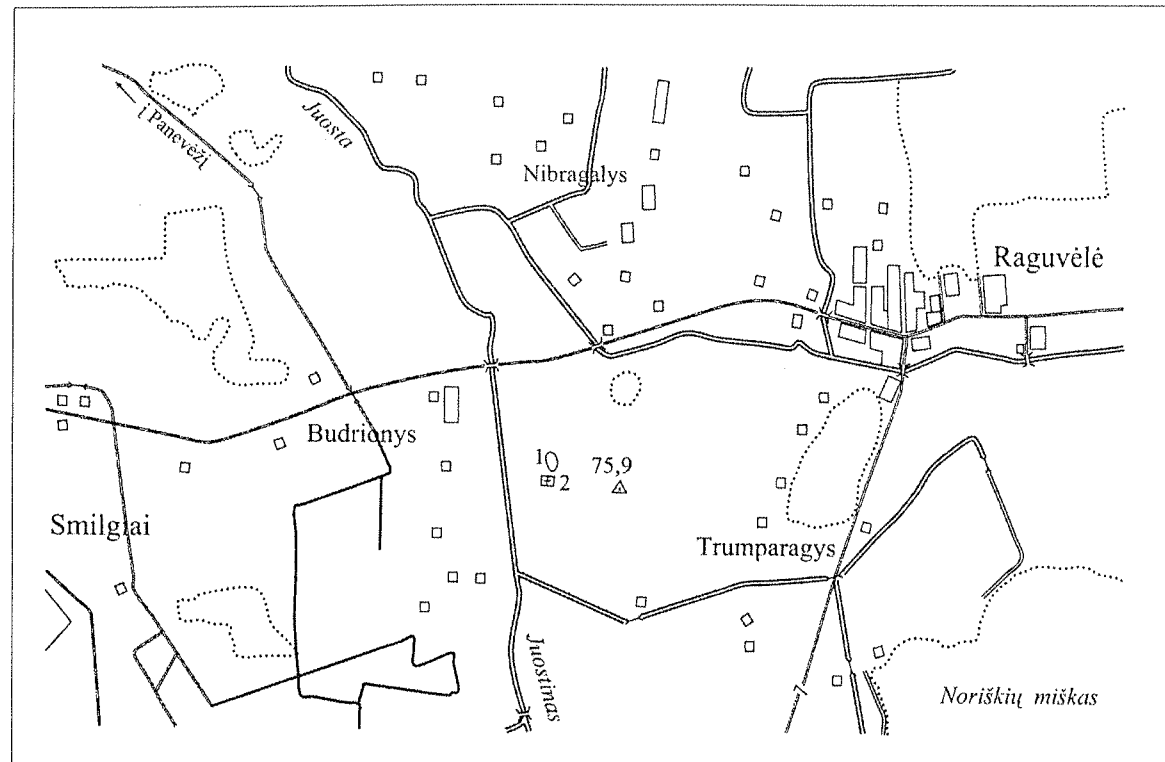 į Panevėžį
Juosta
Nibragalys
Raguvėlė
Budrionys
1
2
75,9
Smilgiai
Trumparagys
Juostinas
Noriškių miškas